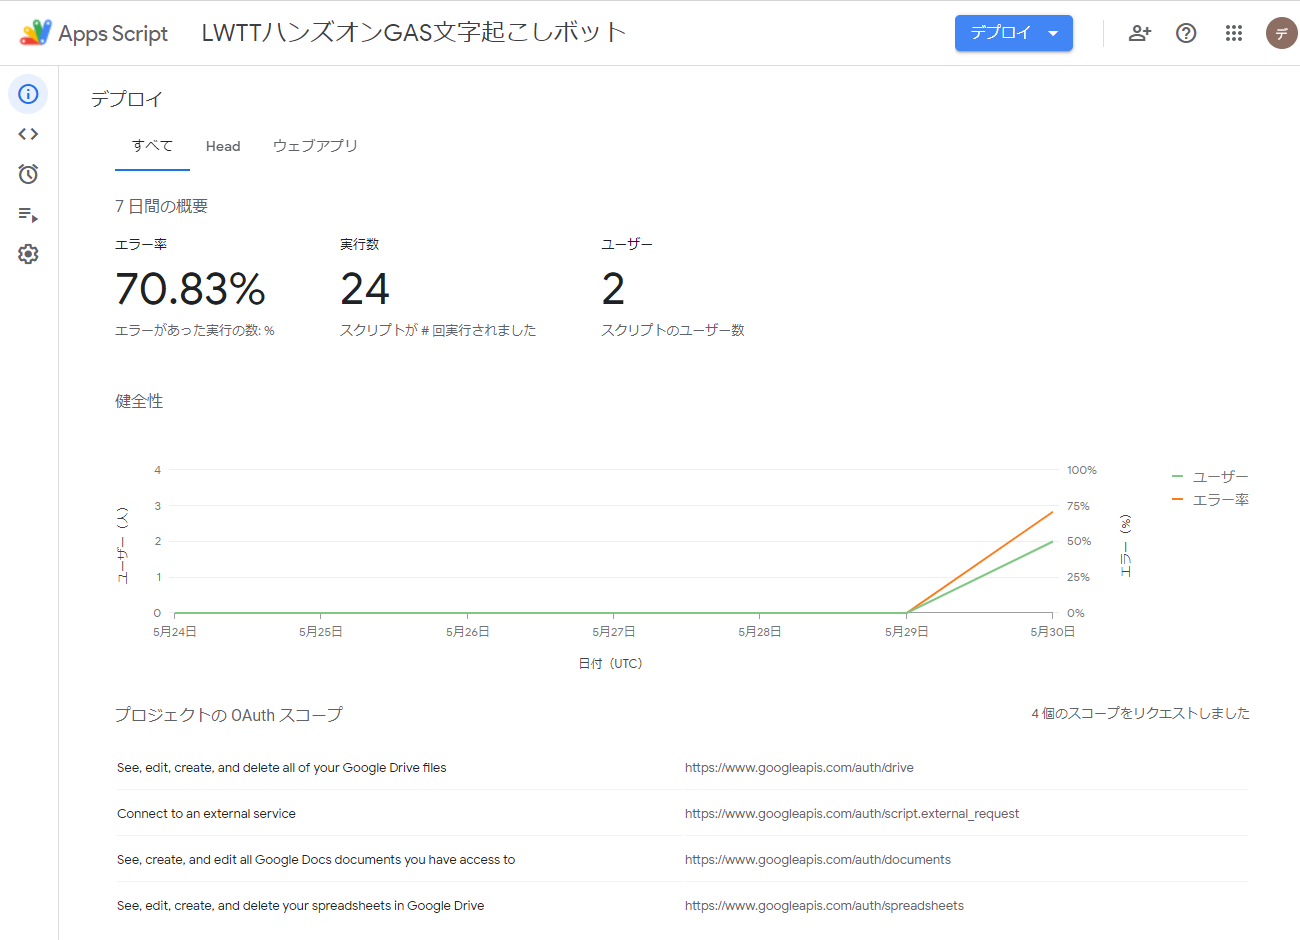 Apps Script
LWTTハンズオンGAS文字起こしボット
デプロイ
デ
デプロイ
すべて
Head
ウェブアプリ
7 日間の概要
エラー率
実行数
ユーザー
70.83%
24
2
エラーがあった実行の数: %
スクリプトが # 回実行されました
スクリプトのユーザー数
健全性
4
3
2
1
0
ユーザー（人）
100%
75%
50%
25%
0%
エラー（%）
ユーザー
エラー率
5月24日
5月25日
5月26日
5月27日
5月28日
5月29日
5月30日
日付（UTC）
プロジェクトの OAuth スコープ
4 個のスコープをリクエストしました
See, edit, create, and delete all of your Google Drive files
https://www.googleapis.com/auth/drive
Connect to an external service
https://www.googleapis.com/auth/script.external_request
See, create, and edit all Google Docs documents you have access to
https://www.googleapis.com/auth/documents
See, edit, create, and delete your spreadsheets in Google Drive
https://www.googleapis.com/auth/spreadsheets